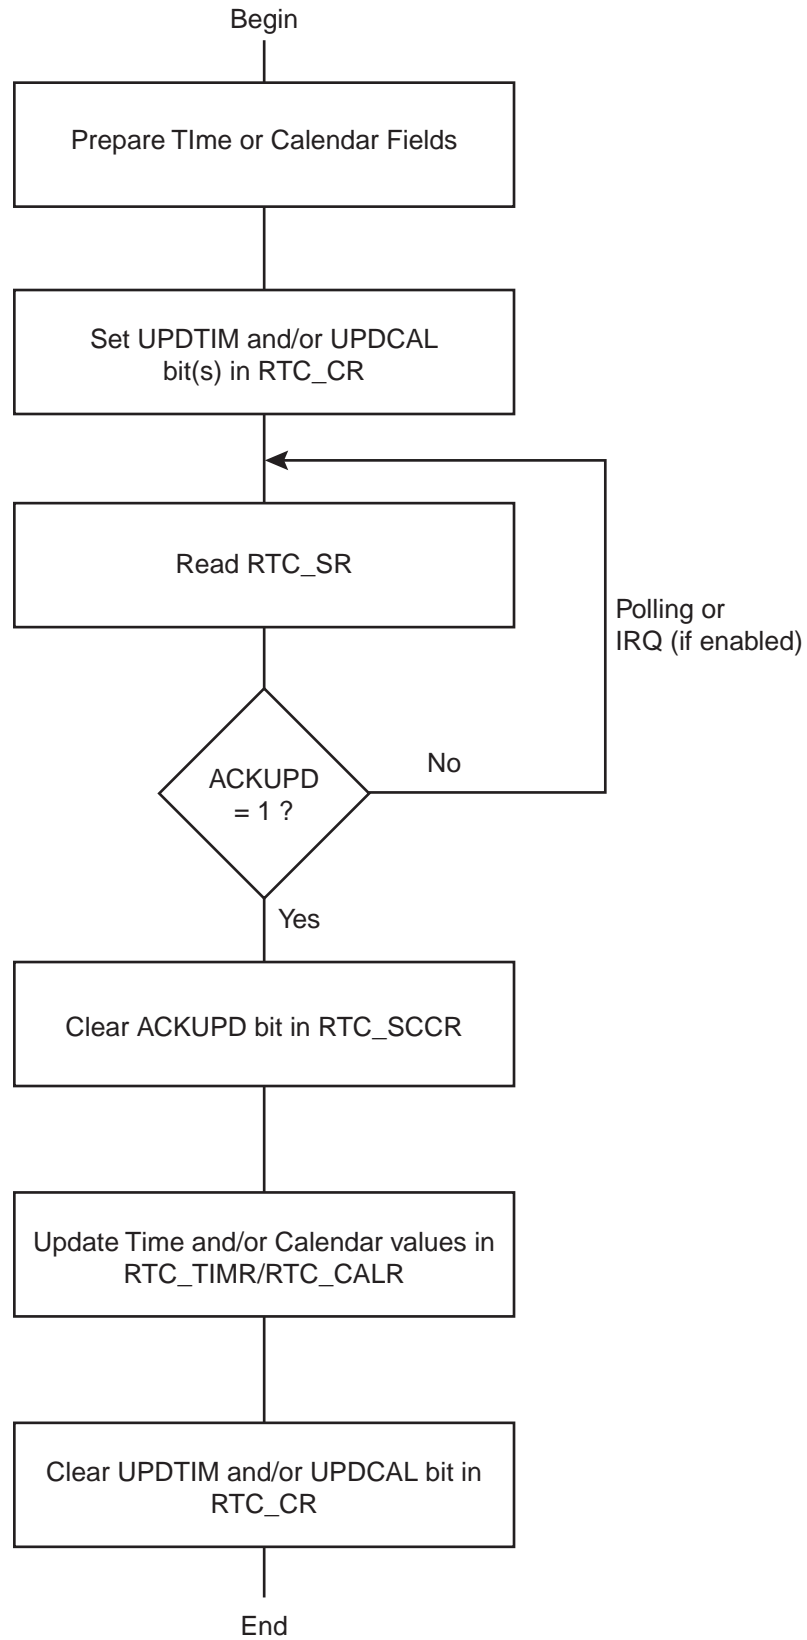 Begin
Prepare TIme or Calendar Fields
Set UPDTIM and/or UPDCAL
bit(s) in RTC_CR
Read RTC_SR
Polling or
IRQ (if enabled)
ACKUPD
= 1 ?
No
Yes
Clear ACKUPD bit in RTC_SCCR
Update Time and/or Calendar values in
RTC_TIMR/RTC_CALR
Clear UPDTIM and/or UPDCAL bit in
RTC_CR
End